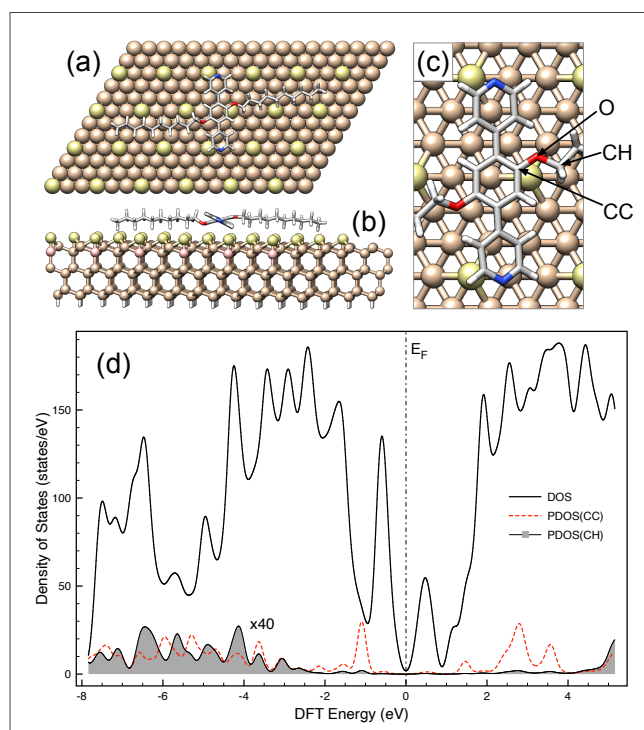 (a)
(b)
(c)
O
CH
CC
(d)
E_F
DOS
PDOS(CC)
PDOS(CH)
x40
150
100
50
0
-8 -6 -4 -2 0 2 4
Density of States (states/eV)
DFT Energy (eV)